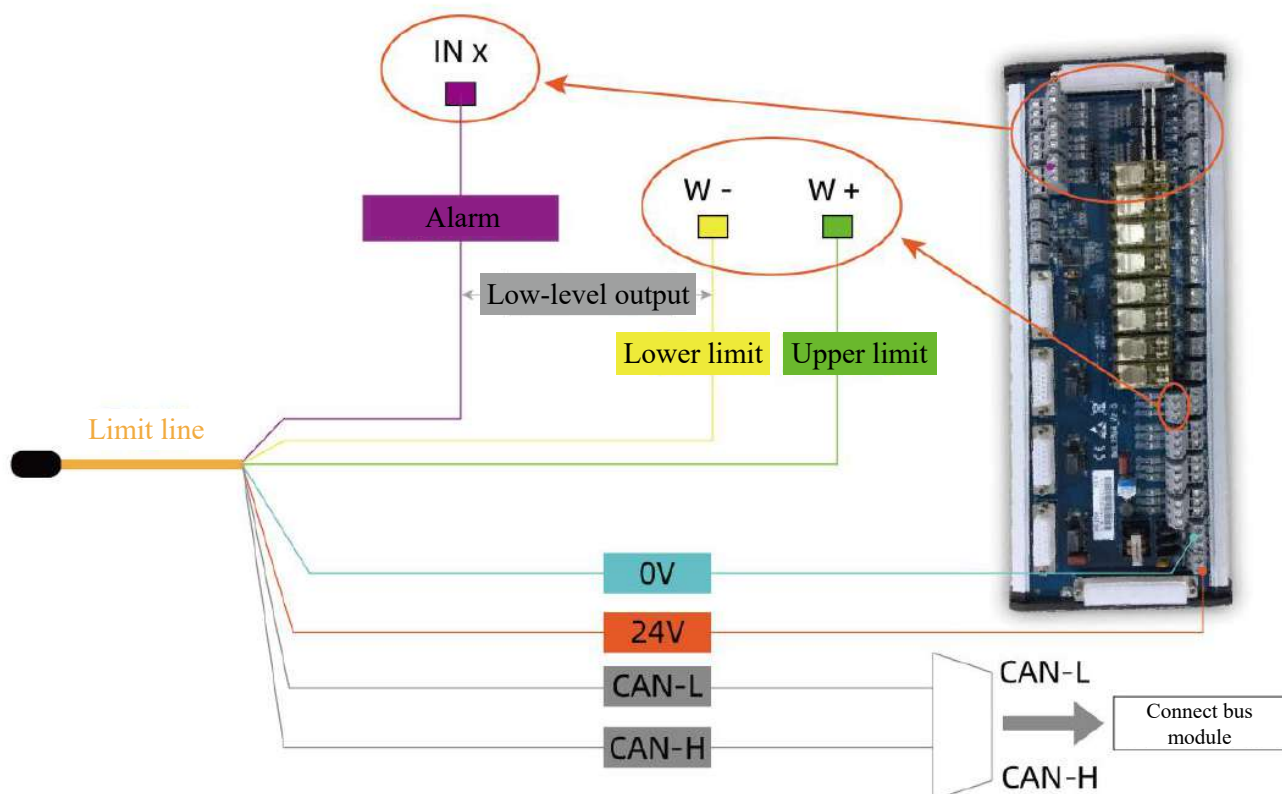 IN x
W -
W +
Alarm
Low-level output
Lower limit
Upper limit
Limit line
0V
24V
CAN-L
CAN-L
Connect bus
module
CAN-H
CAN-H